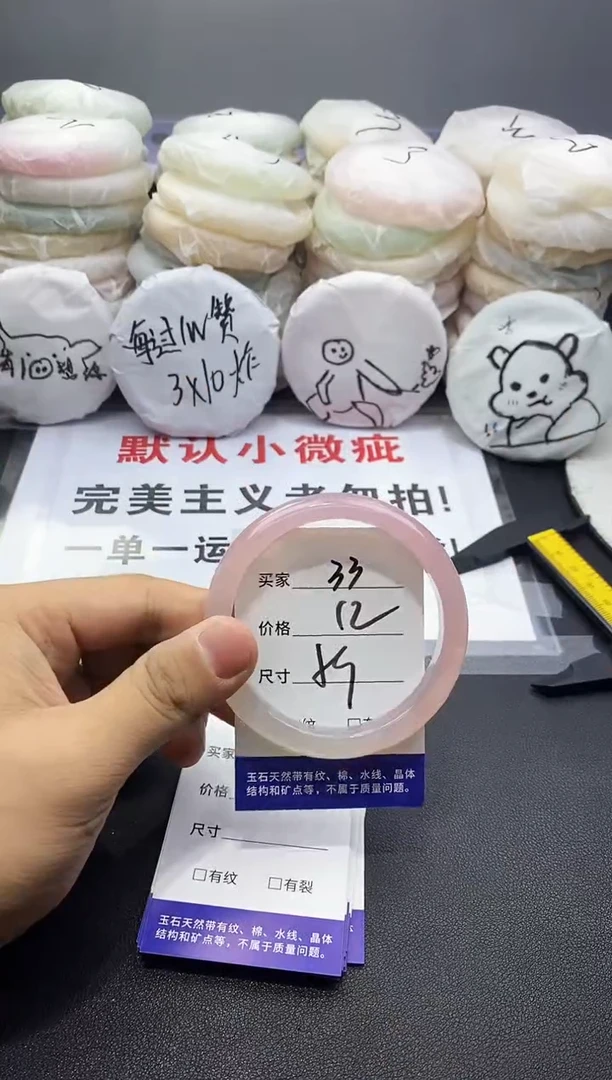 每过1W赞
3X10炸
默认小微疵
完美主义者勿拍!
一单一运
买家 33
价格 12
尺寸
玉石天然带有纹、棉、水线、晶体
结构和矿点等，不属于质量问题。
买家
价格
尺寸
□有纹 □有裂
玉石天然带有纹、棉、水线、晶体
结构和矿点等，不属于质量问题。